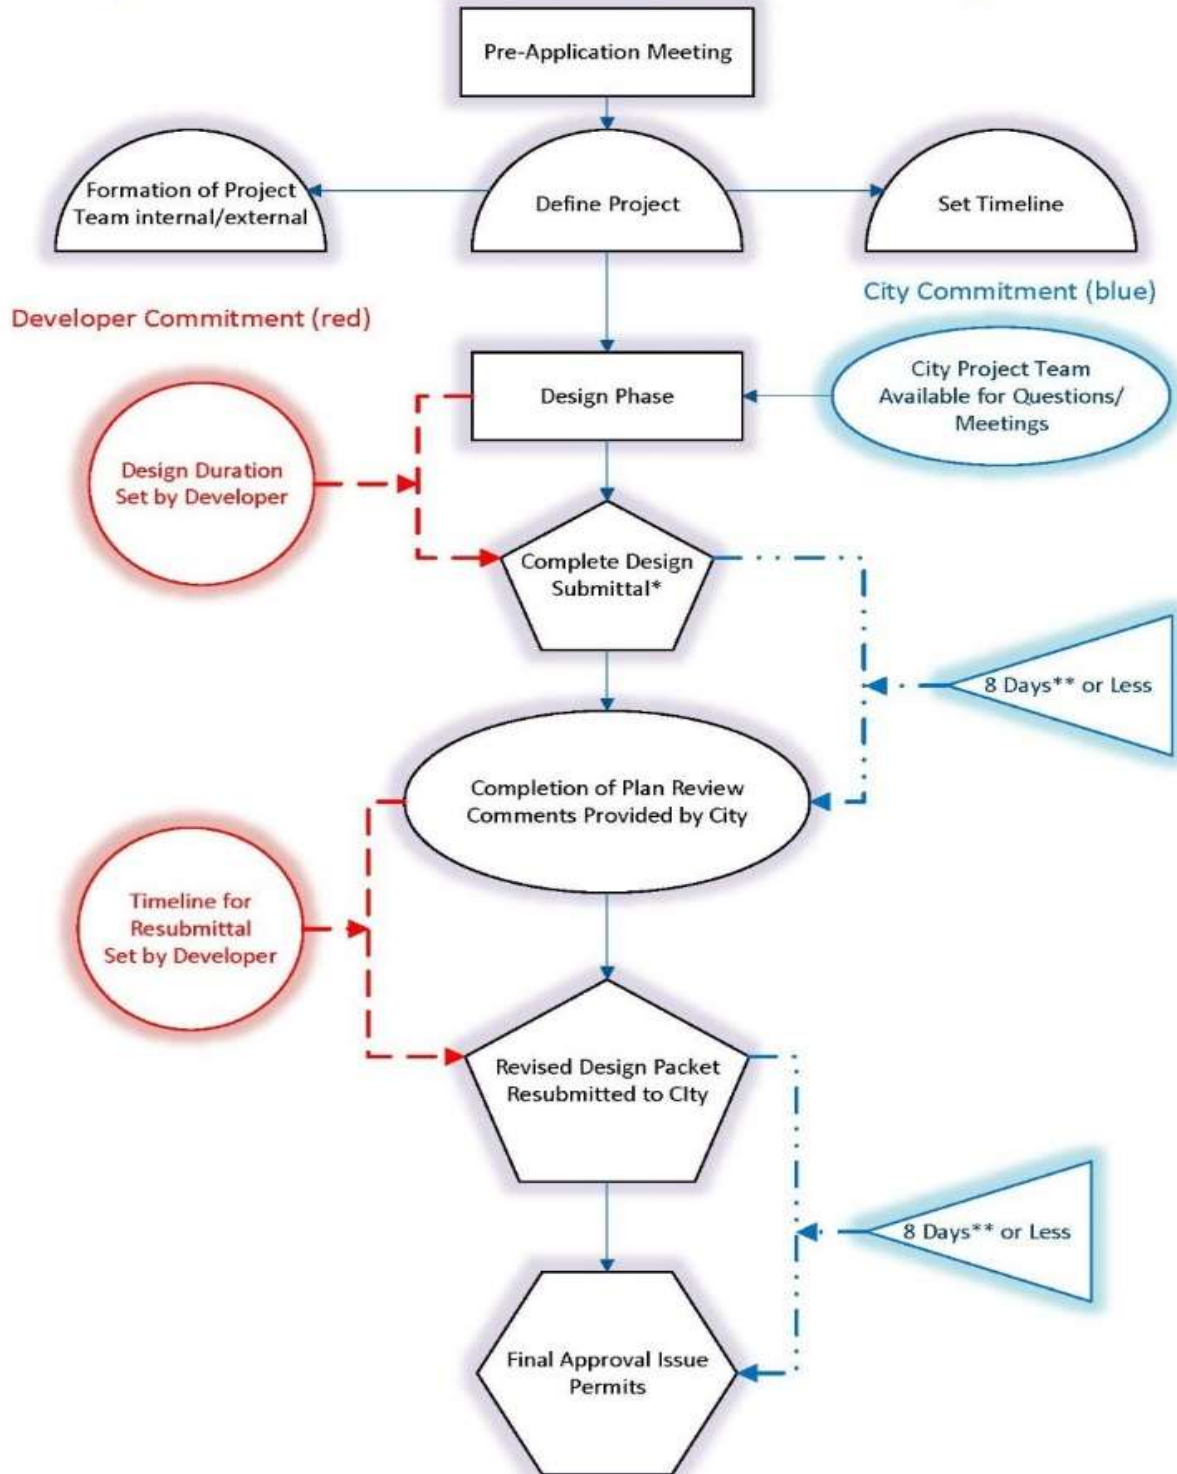 Pre-Application Meeting
Formation of Project
Team internal/external
Define Project
Set Timeline
Developer Commitment (red)
City Commitment (blue)
City Project Team
Available for Questions/
Meetings
Design Phase
Design Duration
Set by Developer
Complete Design
Submittal*
8 Days** or Less
Completion of Plan Review
Comments Provided by City
Timeline for
Resubmittal
Set by Developer
Revised Design Packet
Resubmitted to CIty
8 Days** or Less
Final Approval Issue
Permits